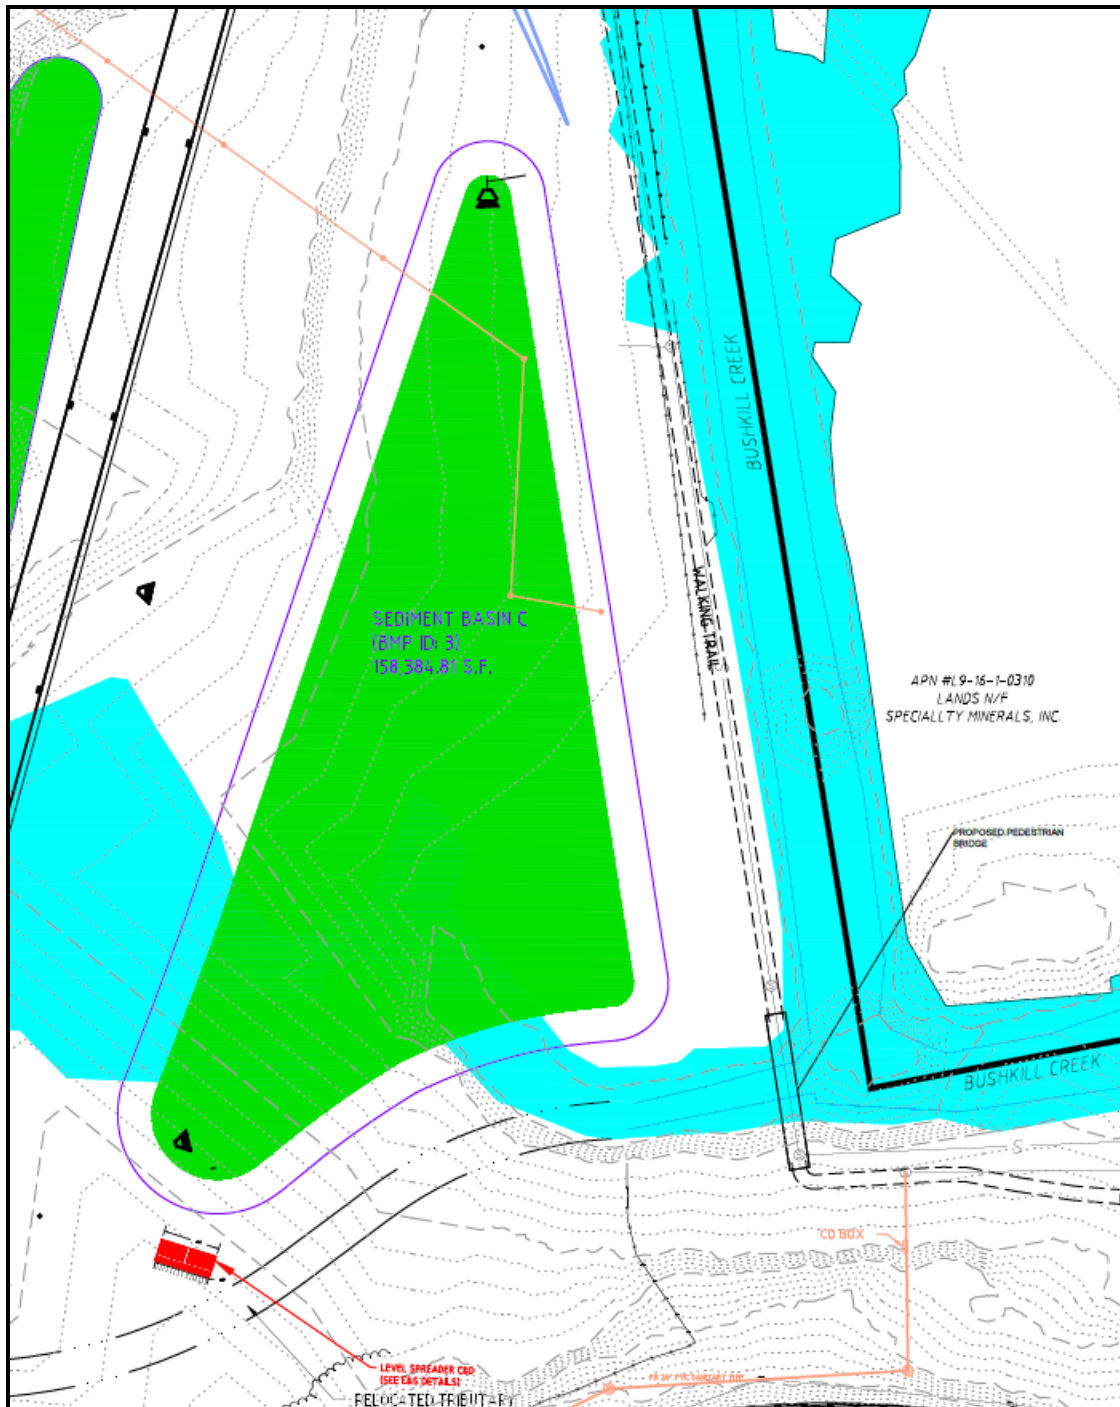 BUSHKILL CREEK
WALKING TRAIL
SEDIMENT BASIN C
(BMP ID: 3)
158,384.81 S.F.
APN #L9-16-1-0310
LANDS N/F
SPECIALLTY MINERALS, INC.
PROPOSED PEDESTRIAN
BRIDGE
BUSHKILL CREEK
S
CO BOX
LEVEL SPREADER
(SEE E&S DETAILS)
RELOCATED TRIBUTARY